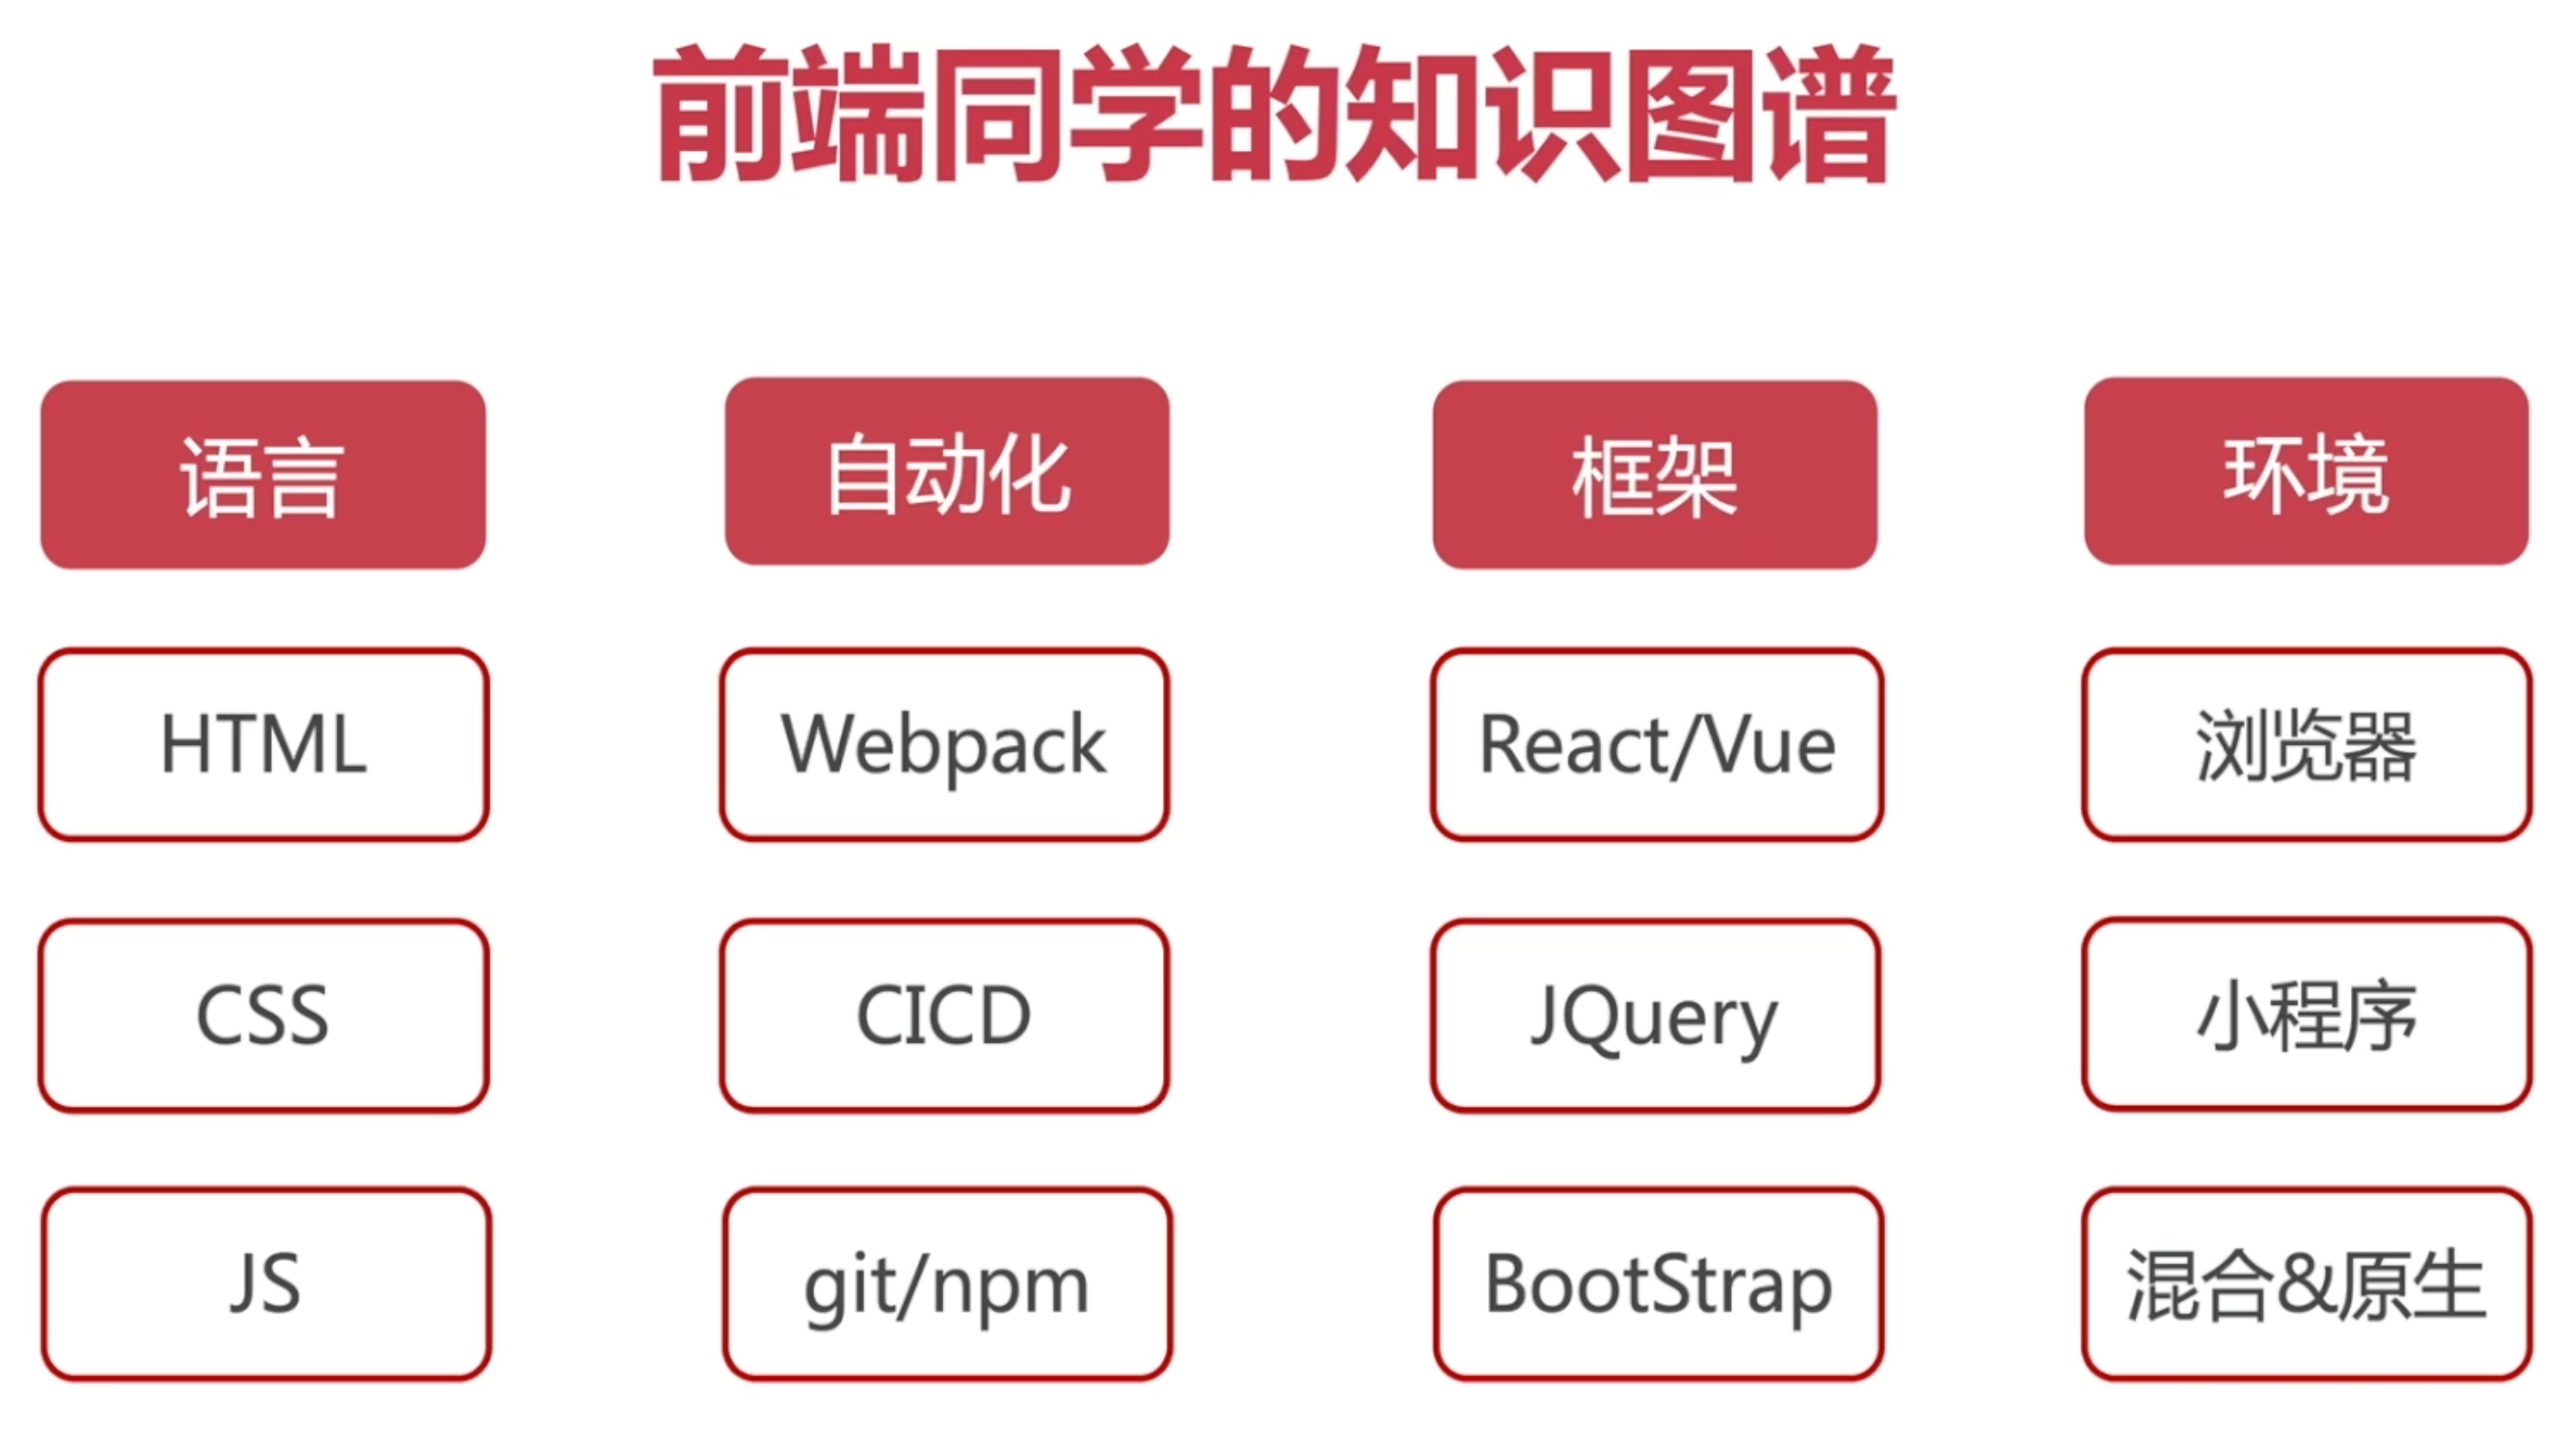 前端同学的知识图谱
语言
自动化
框架
环境
HTML
Webpack
React/Vue
浏览器
CSS
CICD
JQuery
小程序
JS
git/npm
BootStrap
混合&原生